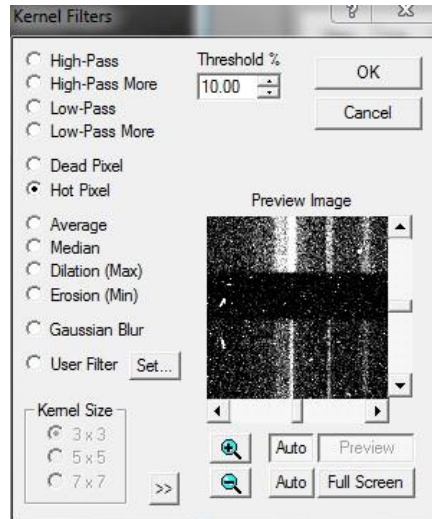 Kernel Filters
? X
High-Pass
High-Pass More
Low-Pass
Low-Pass More
Dead Pixel
Hot Pixel
Average
Median
Dilation (Max)
Erosion (Min)
Gaussian Blur
User Filter Set...
Kernel Size
3 x 3
5 x 5
7 x 7
>>
Threshold %
10.00
OK
Cancel
Preview Image
Auto Preview
Auto Full Screen